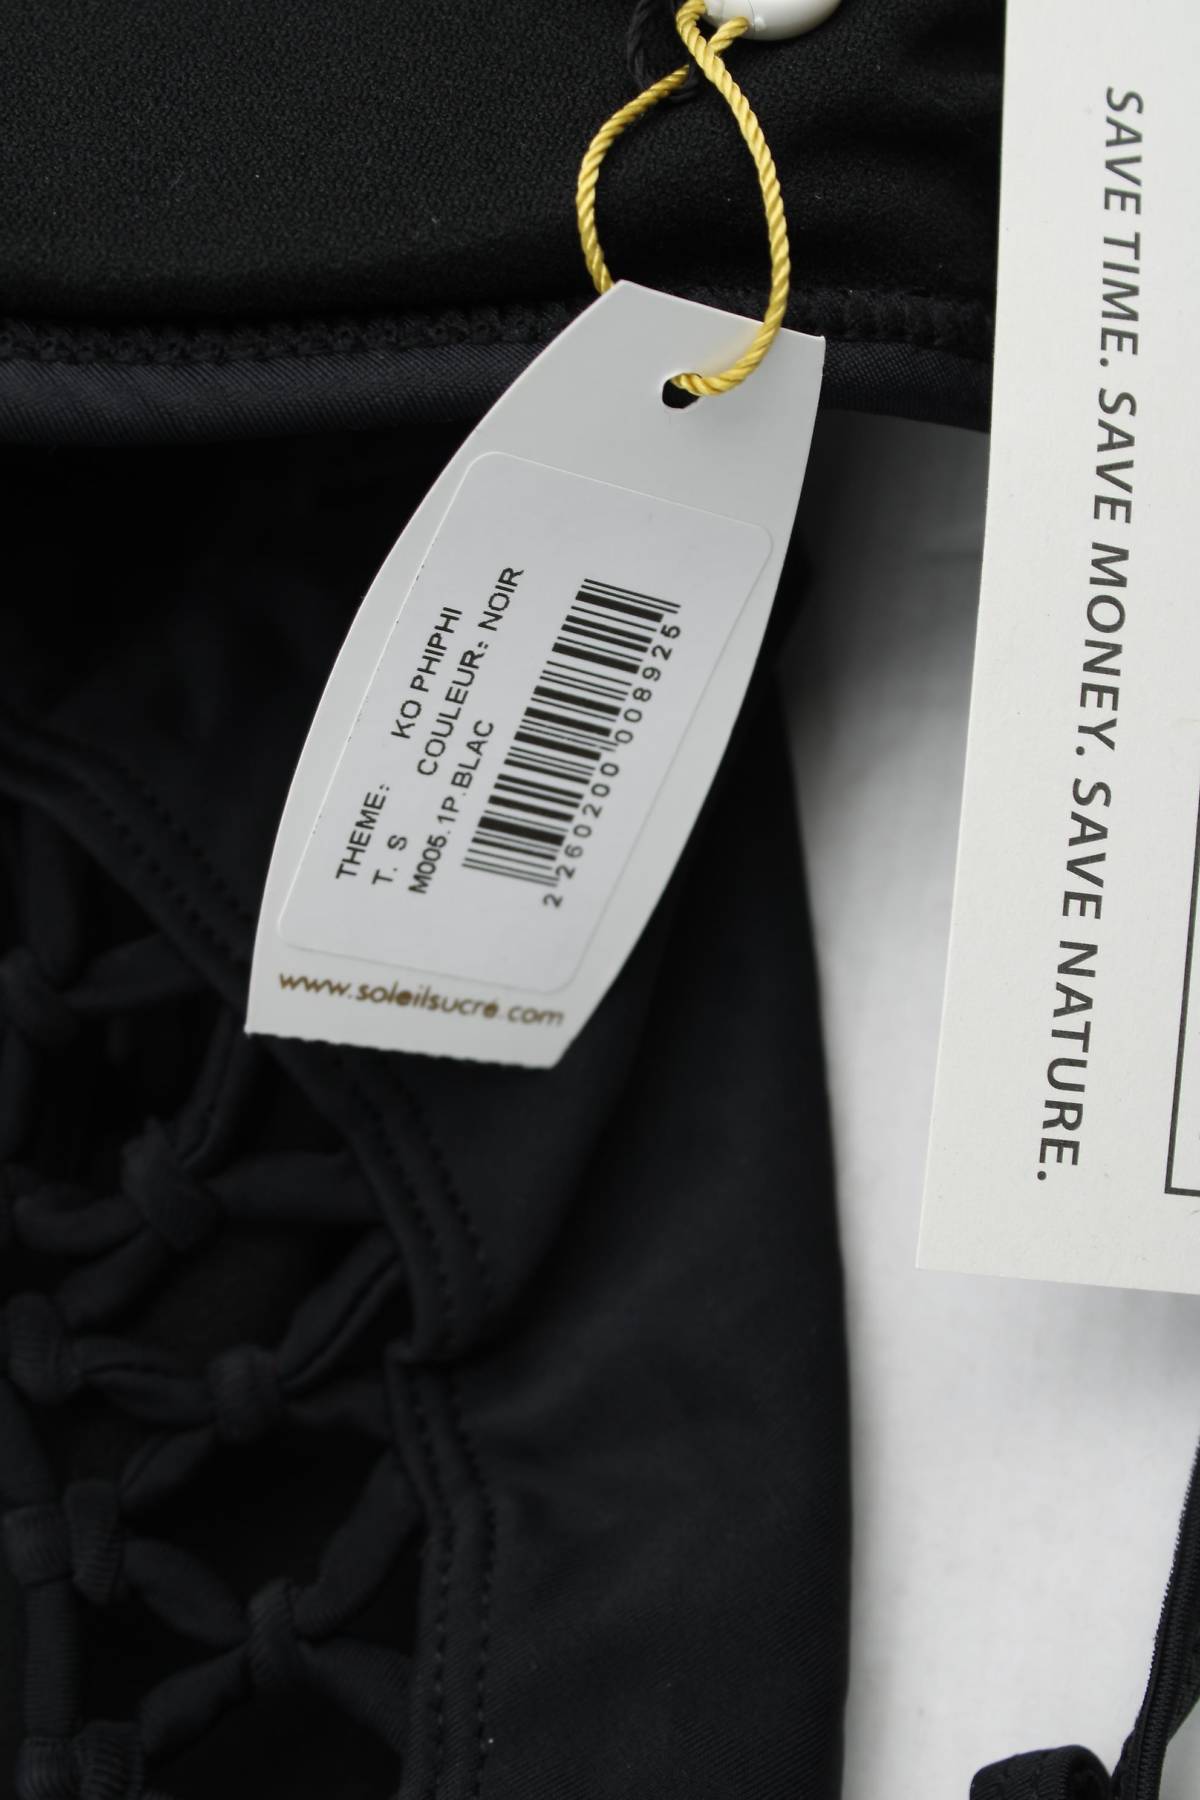 THEME: KO PHIPHI
T. S COULEUR: NOIR
M005.1P.BLAC
2 260200 008925
www.soleilsucre.com
SAVE TIME. SAVE MONEY. SAVE NATURE.